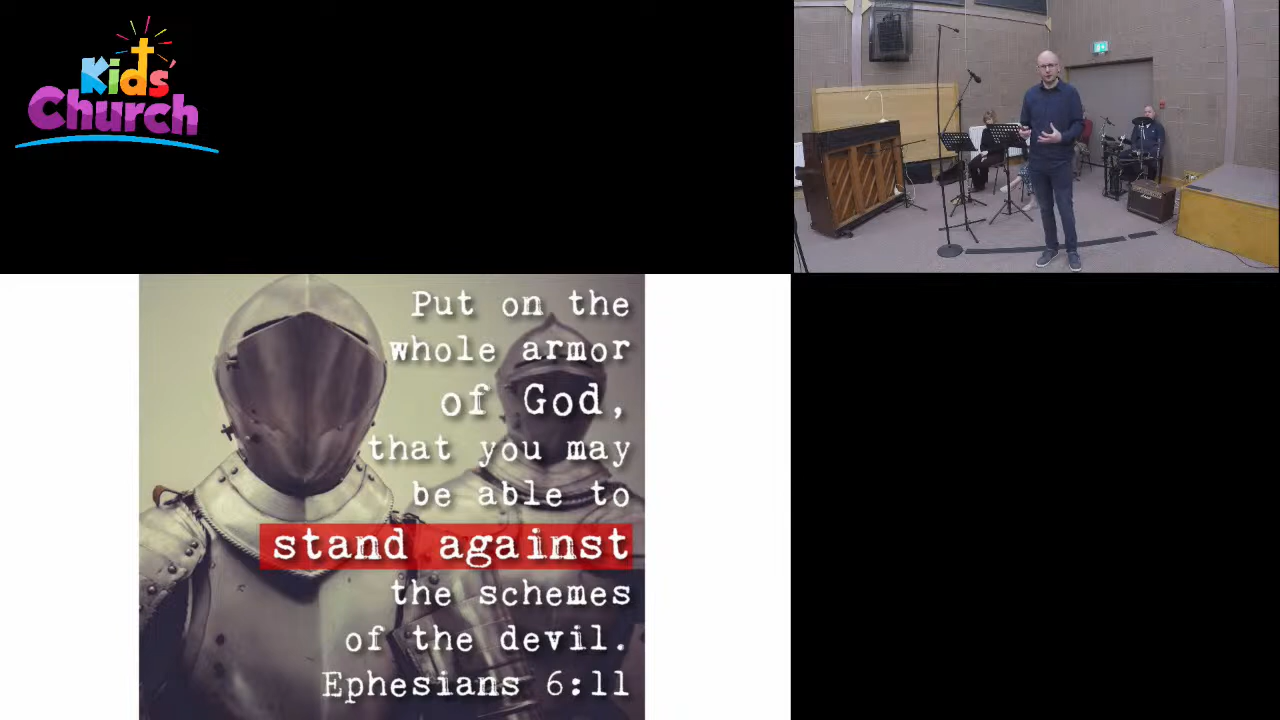 Kids'
Church
Put on the
whole armor
of God,
that you may
be able to
stand against
the schemes
of the devil.
Ephesians 6:11